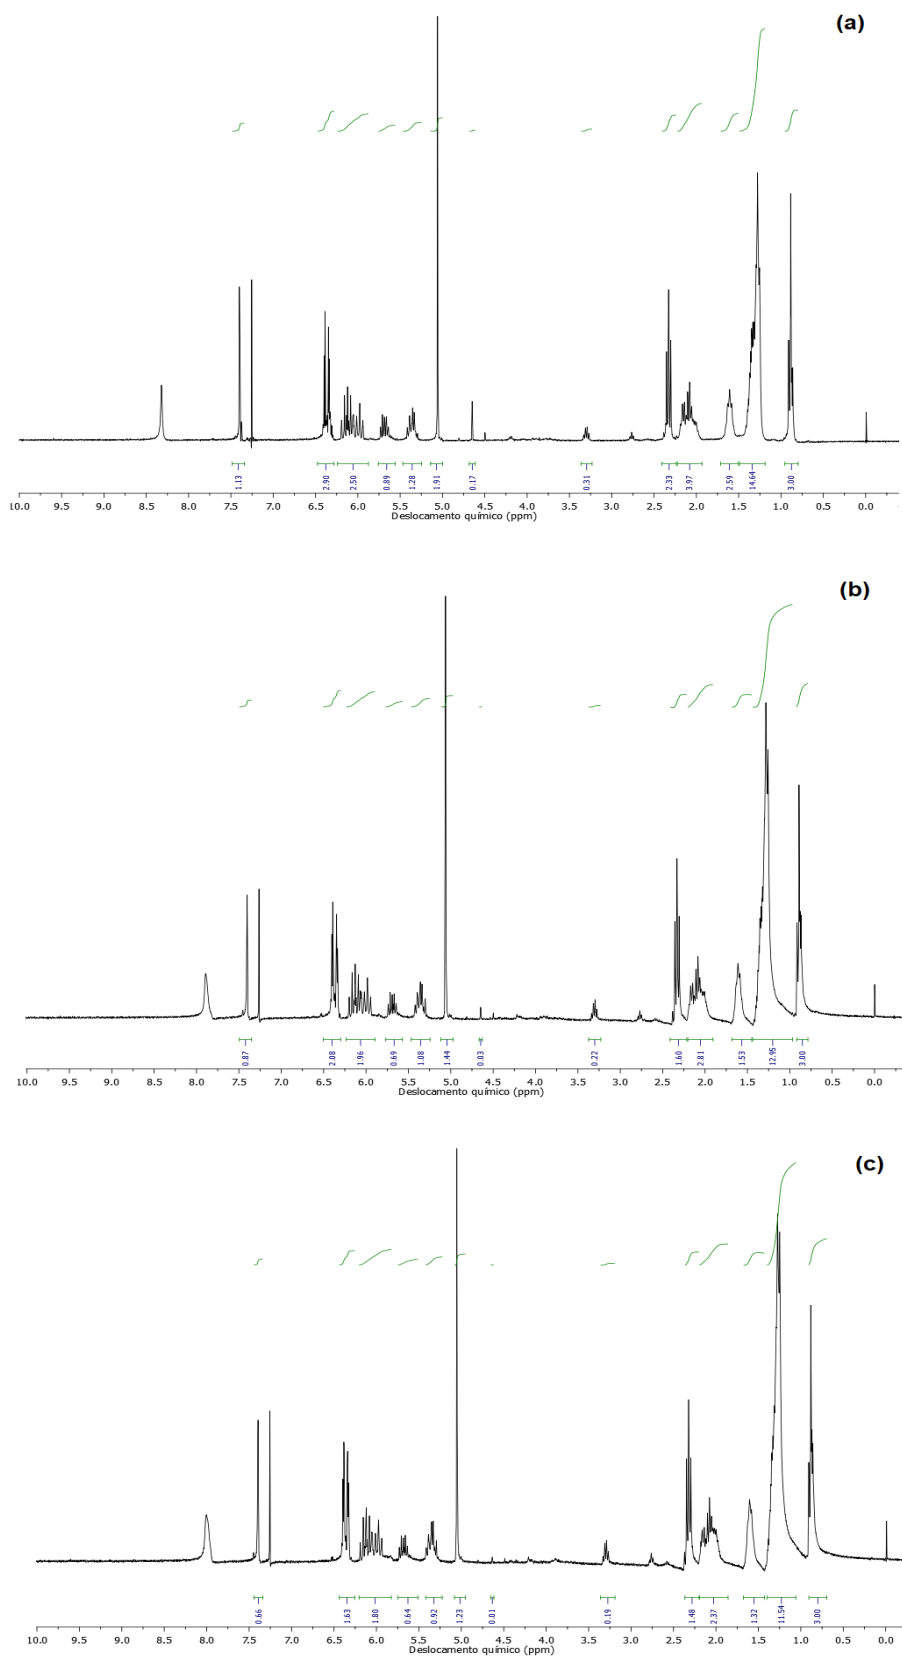 (a)
1.13 2.90 2.50 0.89 1.28 1.91 0.17 0.31 2.33 3.97 2.59 14.64 3.00
10.0 9.5 9.0 8.5 8.0 7.5 7.0 6.5 6.0 5.5 5.0 4.5 4.0 3.5 3.0 2.5 2.0 1.5 1.0 0.5 0.0
Deslocamento químico (ppm)
(b)
0.87 2.08 1.96 0.69 1.08 1.44 0.03 0.22 1.60 2.81 1.53 12.95 3.00
10.0 9.5 9.0 8.5 8.0 7.5 7.0 6.5 6.0 5.5 5.0 4.5 4.0 3.5 3.0 2.5 2.0 1.5 1.0 0.5 0.0
Deslocamento químico (ppm)
(c)
0.66 1.63 1.80 0.64 0.92 1.23 0.01 0.19 1.48 2.37 1.32 11.54 3.00
10.0 9.5 9.0 8.5 8.0 7.5 7.0 6.5 6.0 5.5 5.0 4.5 4.0 3.5 3.0 2.5 2.0 1.5 1.0 0.5 0.0
Deslocamento químico (ppm)